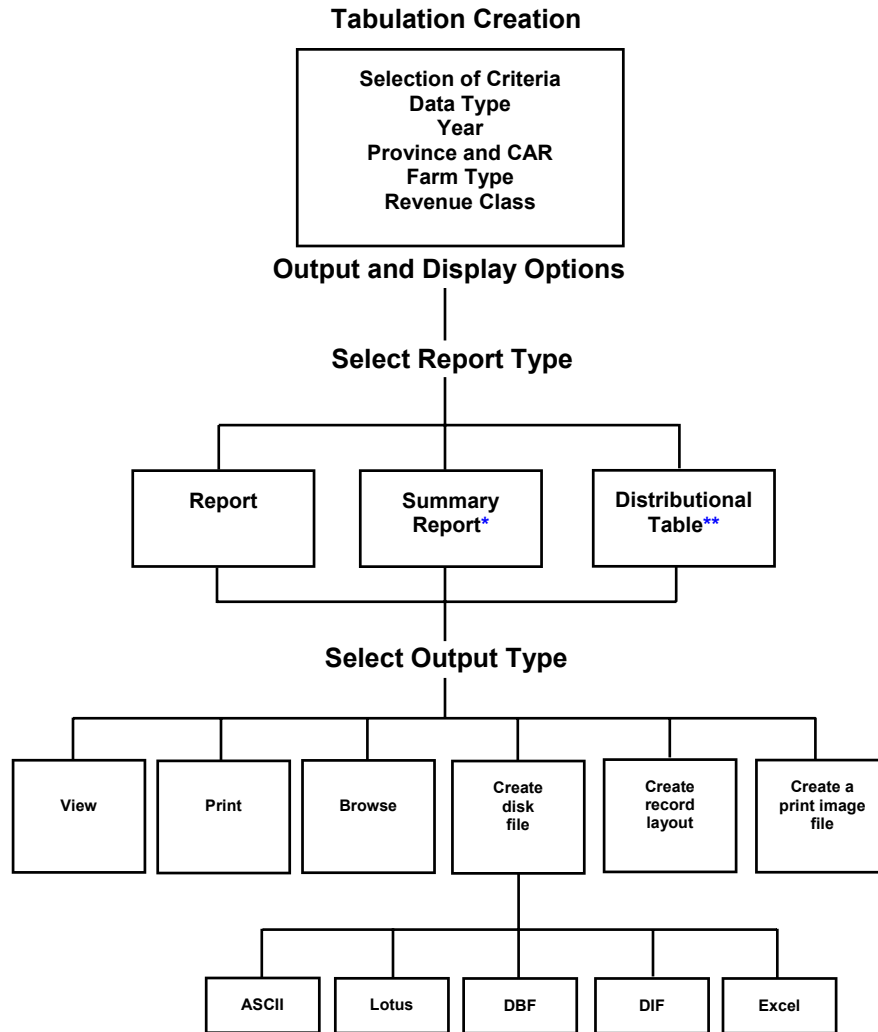 Tabulation Creation
Selection of Criteria
Data Type
Year
Province and CAR
Farm Type
Revenue Class
Output and Display Options
Select Report Type
Report
Summary
Report*
Distributional
Table**
Select Output Type
View
Print
Browse
Create
disk
file
Create
record
layout
Create a
print image
file
ASCII
Lotus
DBF
DIF
Excel